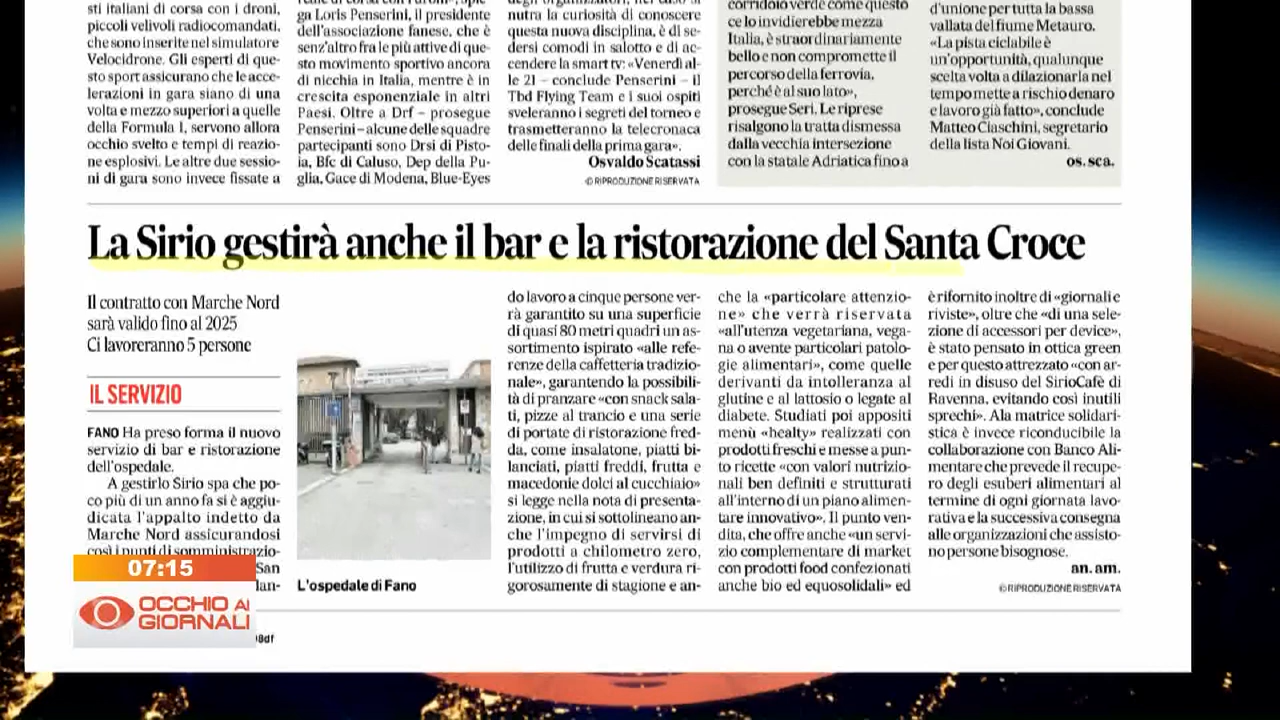 sti italiani di corsa con i droni,
piccoli velivoli radiocomandati,
che sono inserite nel simulatore
Velocidrone. Gli esperti di que-
sto sport assicurano che le acce-
lerazioni in gara siano di una
volta e mezzo superiori a quelle
della Formula 1, servono allora
occhio svelto e tempi di reazio-
ne esplosivi. Le altre due sessio-
ni di gara sono invece fissate a
ga Loris Penserini, il presidente
dell'associazione fanese, che è
senz'altro fra le più attive di que-
sto movimento sportivo ancora
di nicchia in Italia, mentre è in
crescita esponenziale in altri
Paesi. Oltre a Drf – prosegue
Penserini – alcune delle squadre
partecipanti sono Drsi di Pisto-
ia, Bfc di Caluso, Dep della Pu-
glia, Gace di Modena, Blue-Eyes
nutra la curiosità di conoscere
questa nuova disciplina, è di se-
dersi comodi in salotto e di ac-
cendere la smart tv: «Venerdì al-
le 21 – conclude Penserini – il
Tbd Flying Team e i suoi ospiti
sveleranno i segreti del torneo e
trasmetteranno la telecronaca
delle finali della prima gara».
Osvaldo Scatassi
© RIPRODUZIONE RISERVATA
corridoio verde come questo
ce lo invidierebbe mezza
Italia, è straordinariamente
bello e non compromette il
percorso della ferrovia,
perché è al suo lato»,
prosegue Seri. Le riprese
risalgono la tratta dismessa
dalla vecchia intersezione
con la statale Adriatica fino a
d'unione per tutta la bassa
vallata del fiume Metauro.
«La pista ciclabile è
un'opportunità, qualunque
scelta volta a dilazionarla nel
tempo mette a rischio denaro
e lavoro già fatto», conclude
Matteo Ciaschini, segretario
della lista Noi Giovani.
os. sca.
La Sirio gestirà anche il bar e la ristorazione del Santa Croce
Il contratto con Marche Nord
sarà valido fino al 2025
Ci lavoreranno 5 persone
IL SERVIZIO
FANO Ha preso forma il nuovo
servizio di bar e ristorazione
dell'ospedale.
A gestirlo Sirio spa che po-
co più di un anno fa si è aggiu-
dicata l'appalto indetto da
Marche Nord assicurandosi
così i punti di somministrazio-
San
dan-
L'ospedale di Fano
do lavoro a cinque persone ver-
rà garantito su una superficie
di quasi 80 metri quadri un as-
sortimento ispirato «alle refe-
renze della caffetteria tradizio-
nale», garantendo la possibili-
tà di pranzare «con snack sala-
ti, pizze al trancio e una serie
di portate di ristorazione fred-
da, come insalatone, piatti bi-
lanciati, piatti freddi, frutta e
macedonie dolci al cucchiaio»
si legge nella nota di presenta-
zione, in cui si sottolineano an-
che l'impegno di servirsi di
prodotti a chilometro zero,
l'utilizzo di frutta e verdura ri-
gorosamente di stagione e an-
che la «particolare attenzio-
ne» che verrà riservata
«all'utenza vegetariana, vega-
na o avente particolari patolo-
gie alimentari», come quelle
derivanti da intolleranza al
glutine e al lattosio o legate al
diabete. Studiati poi appositi
menù «healty» realizzati con
prodotti freschi e messe a pun-
to ricette «con valori nutrizio-
nali ben definiti e strutturati
all'interno di un piano alimen-
tare innovativo». Il punto ven-
dita, che offre anche «un servi-
zio complementare di market
con prodotti food confezionati
anche bio ed equosolidali» ed
è rifornito inoltre di «giornali e
riviste», oltre che «di una sele-
zione di accessori per device»,
è stato pensato in ottica green
e per questo attrezzato «con ar-
redi in disuso del SirioCafè di
Ravenna, evitando così inutili
sprechi». Ala matrice solidari-
stica è invece riconducibile la
collaborazione con Banco Ali-
mentare che prevede il recupe-
ro degli esuberi alimentari al
termine di ogni giornata lavo-
rativa e la successiva consegna
alle organizzazioni che assisto-
no persone bisognose.
an. am.
© RIPRODUZIONE RISERVATA
07:15
OCCHIO AI
GIORNALI
98df